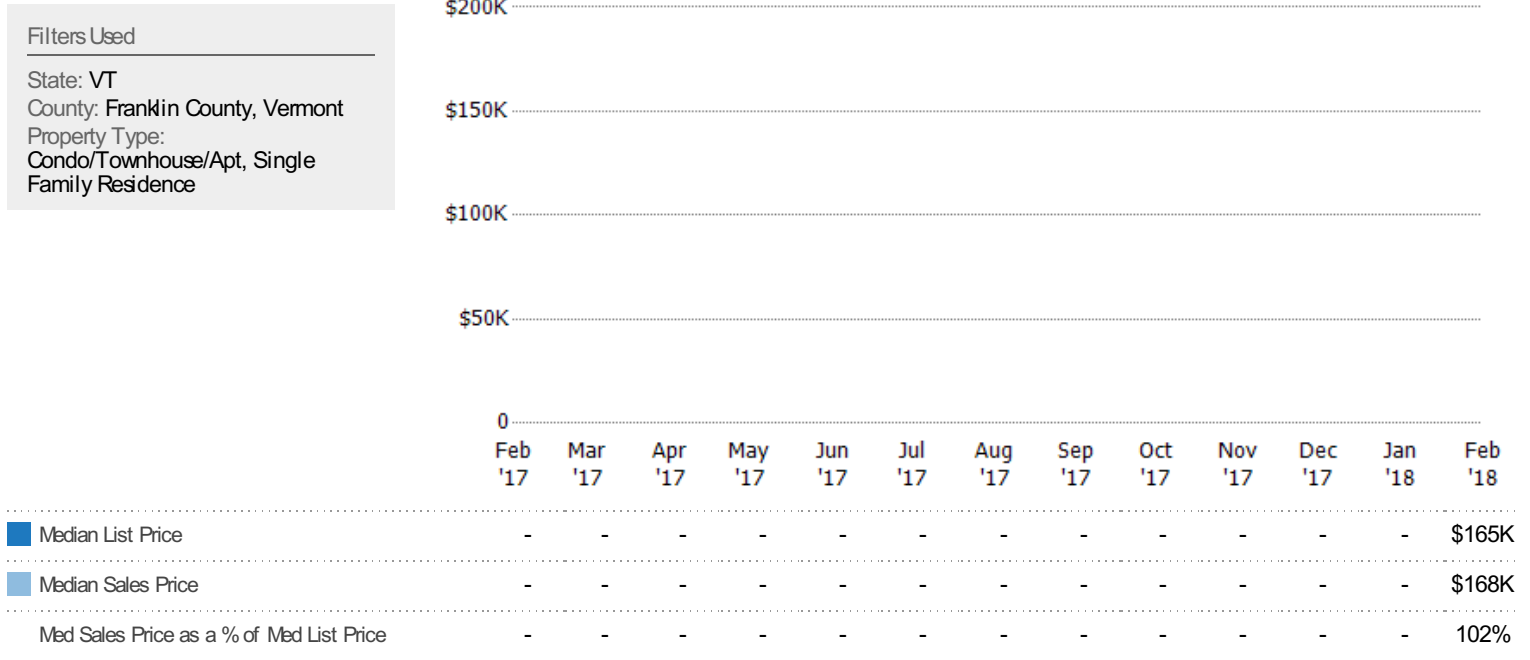 Filters Used
State: VT
County: Franklin County, Vermont
Property Type:
Condo/Townhouse/Apt, Single
Family Residence
$200K
$150K
$100K
$50K
0
Feb Mar Apr May Jun Jul Aug Sep Oct Nov Dec Jan Feb
'17 '17 '17 '17 '17 '17 '17 '17 '17 '17 '17 '18 '18
Median List Price - - - - - - - - - - - - $165K
Median Sales Price - - - - - - - - - - - - $168K
Med Sales Price as a % of Med List Price - - - - - - - - - - - - 102%